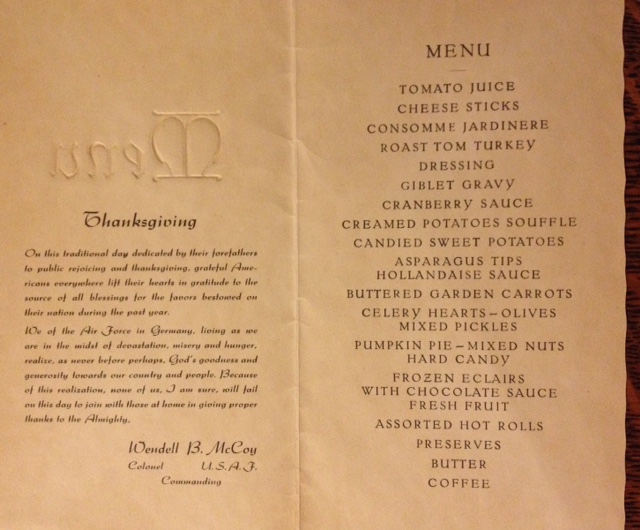 Menu
Thanksgiving
On this traditional day dedicated by their forefathers
to public rejoicing and thanksgiving, grateful Ame-
ricans everywhere lift their hearts in gratitude to the
source of all blessings for the favors bestowed on
their nation during the past year.
We of the Air Force in Germany, living as we
are in the midst of devastation, misery and hunger,
realize, as never before perhaps, God's goodness and
generosity towards our country and people. Because
of this realization, none of us, I am sure, will fail
on this day to join with those at home in giving proper
thanks to the Almighty.
Wendell B. McCoy
Colonel U.S.A.F.
Commanding
MENU
TOMATO JUICE
CHEESE STICKS
CONSOMME JARDINERE
ROAST TOM TURKEY
DRESSING
GIBLET GRAVY
CRANBERRY SAUCE
CREAMED POTATOES SOUFFLE
CANDIED SWEET POTATOES
ASPARAGUS TIPS
HOLLANDAISE SAUCE
BUTTERED GARDEN CARROTS
CELERY HEARTS – OLIVES
MIXED PICKLES
PUMPKIN PIE – MIXED NUTS
HARD CANDY
FROZEN ECLAIRS
WITH CHOCOLATE SAUCE
FRESH FRUIT
ASSORTED HOT ROLLS
PRESERVES
BUTTER
COFFEE